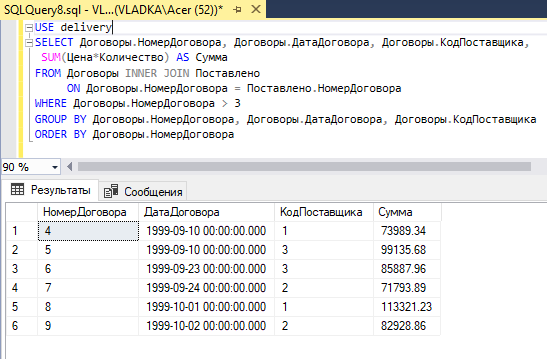 SQLQuery8.sql - VL...(VLADKA\Acer (52))*
USE delivery
SELECT Договоры.НомерДоговора, Договоры.ДатаДоговора, Договоры.КодПоставщика,
SUM(Цена*Количество) AS Сумма
FROM Договоры INNER JOIN Поставлено
ON Договоры.НомерДоговора = Поставлено.НомерДоговора
WHERE Договоры.НомерДоговора > 3
GROUP BY Договоры.НомерДоговора, Договоры.ДатаДоговора, Договоры.КодПоставщика
ORDER BY Договоры.НомерДоговора
90 %
Результаты Сообщения
НомерДоговора ДатаДоговора КодПоставщика Сумма
1 4 1999-09-10 00:00:00.000 1 73989.34
2 5 1999-09-10 00:00:00.000 3 99135.68
3 6 1999-09-23 00:00:00.000 3 85887.96
4 7 1999-09-24 00:00:00.000 2 71793.89
5 8 1999-10-01 00:00:00.000 1 113321.23
6 9 1999-10-02 00:00:00.000 2 82928.86